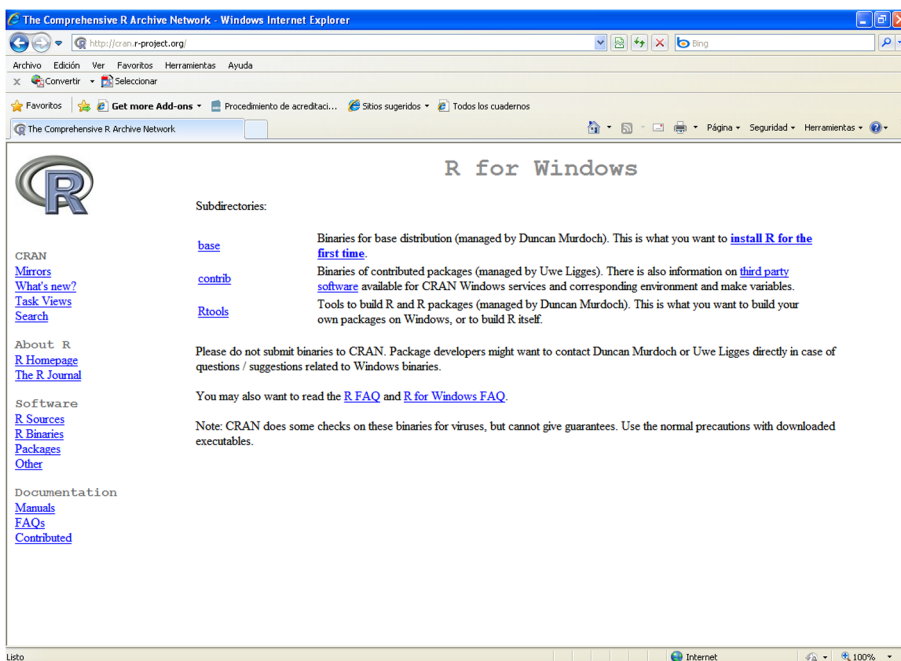 The Comprehensive R Archive Network - Windows Internet Explorer
http://cran.r-project.org/
Bing
Archivo Edición Ver Favoritos Herramientas Ayuda
x Convertir Seleccionar
Favoritos Get more Add-ons Procedimiento de acreditaci... Sitios sugeridos Todos los cuadernos
The Comprehensive R Archive Network
Página Seguridad Herramientas
R
R for Windows
Subdirectories:
base
Binaries for base distribution (managed by Duncan Murdoch). This is what you want to install R for the
first time.
contrib
Binaries of contributed packages (managed by Uwe Ligges). There is also information on third party
software available for CRAN Windows services and corresponding environment and make variables.
Rtools
Tools to build R and R packages (managed by Duncan Murdoch). This is what you want to build your
own packages on Windows, or to build R itself.
Please do not submit binaries to CRAN. Package developers might want to contact Duncan Murdoch or Uwe Ligges directly in case of
questions / suggestions related to Windows binaries.
You may also want to read the R FAQ and R for Windows FAQ.
Note: CRAN does some checks on these binaries for viruses, but cannot give guarantees. Use the normal precautions with downloaded
executables.
CRAN
Mirrors
What's new?
Task Views
Search
About R
R Homepage
The R Journal
Software
R Sources
R Binaries
Packages
Other
Documentation
Manuals
FAQs
Contributed
Listo
Internet
100%